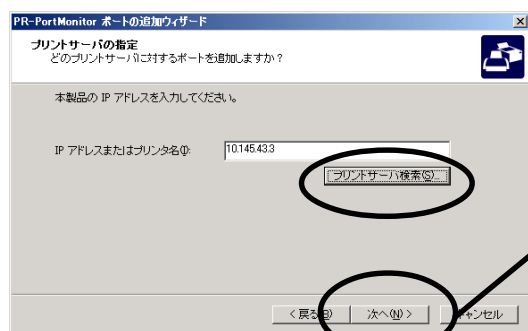 PR-PortMonitor ポートの追加ウィザード
プリントサーバの指定
どのプリントサーバに対するポートを追加しますか？
本製品の IP アドレスを入力してください。
IP アドレスまたはプリンタ名(I): 10.145.43.3
プリントサーバ検索(S)...
< 戻る(B) 次へ(N) > キャンセル